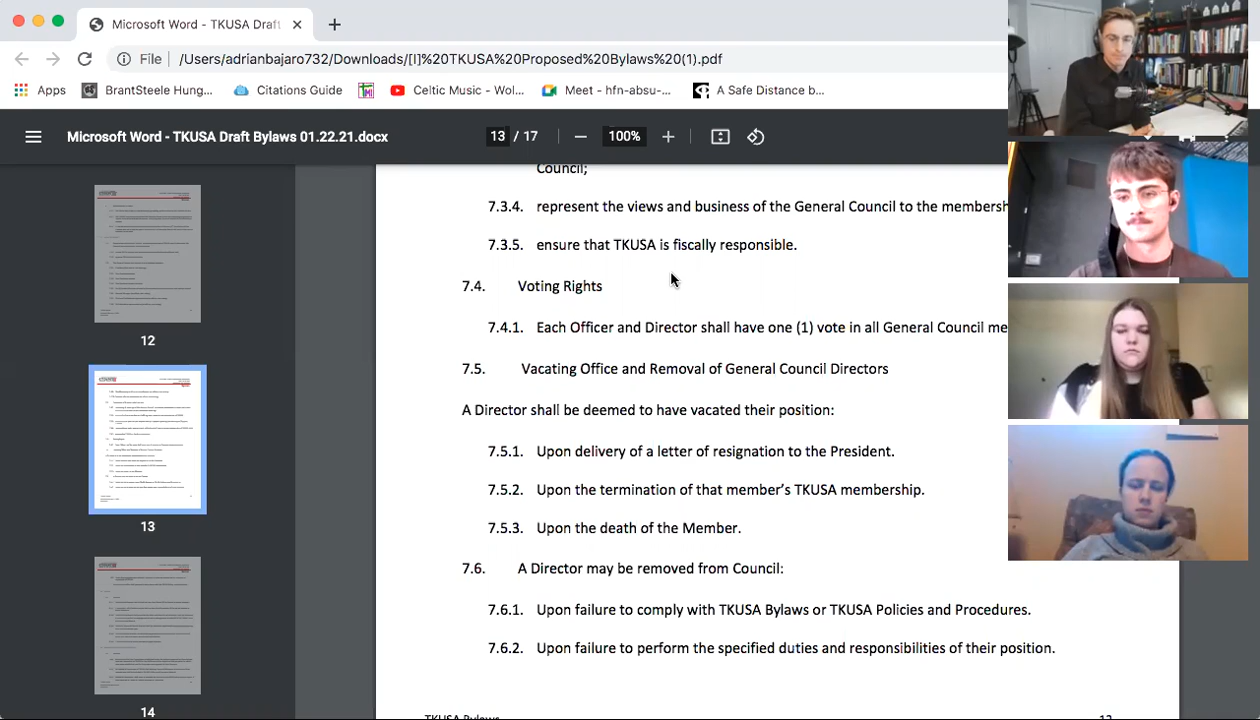 Microsoft Word - TKUSA Draft
File /Users/adrianbajaro732/Downloads/[I]%20TKUSA%20Proposed%20Bylaws%20(1).pdf
Apps BrantSteele Hung... Citations Guide Celtic Music - Wol... Meet - hfn-absu-... A Safe Distance b...
Microsoft Word - TKUSA Draft Bylaws 01.22.21.docx 13 / 17 100%
12
13
14
Council;
7.3.4. represent the views and business of the General Council to the
7.3.5. ensure that TKUSA is fiscally responsible.
7.4. Voting Rights
7.4.1. Each Officer and Director shall have one (1) vote in all General Council
7.5. Vacating Office and Removal of General Council Directors
A Director shall be deemed to have vacated their position:
7.5.1. Upon delivery of a letter of resignation to the President.
7.5.2. Upon the termination of that member's TKUSA membership.
7.5.3. Upon the death of the Member.
7.6. A Director may be removed from Council:
7.6.1. Upon failure to comply with TKUSA Bylaws or TKUSA Policies and Procedures.
7.6.2. Upon failure to perform the specified duties and responsibilities of their position.
TKUSA Bylaws